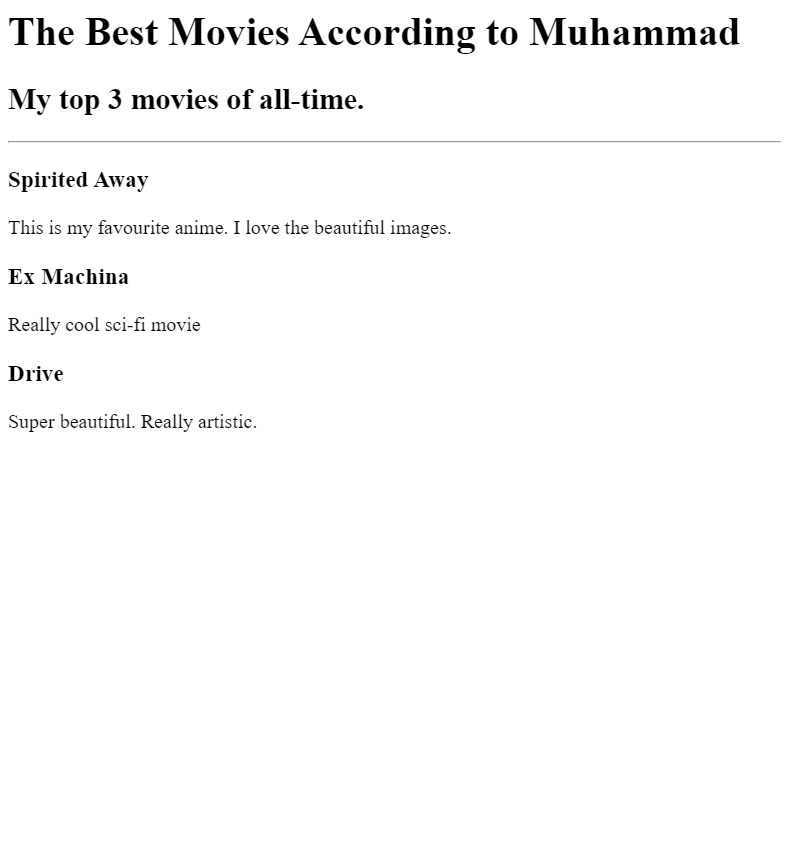 The Best Movies According to Muhammad
My top 3 movies of all-time.
Spirited Away
This is my favourite anime. I love the beautiful images.
Ex Machina
Really cool sci-fi movie
Drive
Super beautiful. Really artistic.